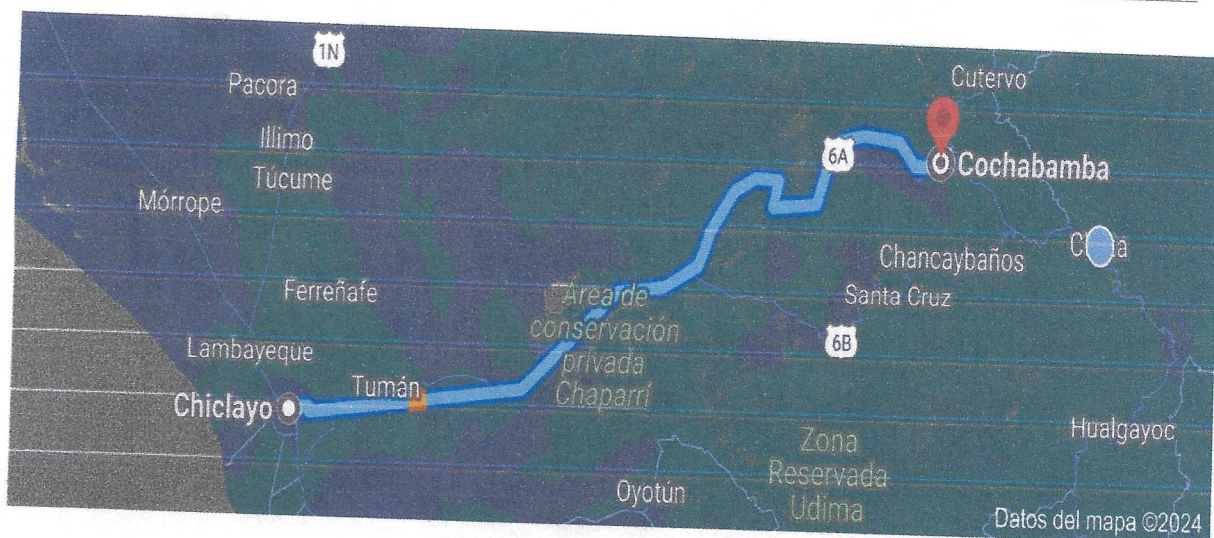 1N
Pacora
Cutervo
Illimo
Túcume
6A
Cochabamba
Mórrope
Chancaybaños
Ferreñafe
Área de
conservación
privada
Chaparrí
Santa Cruz
6B
Lambayeque
Tumán
Chiclayo
Hualgayoc
Zona
Reservada
Udima
Oyotún
Datos del mapa ©2024